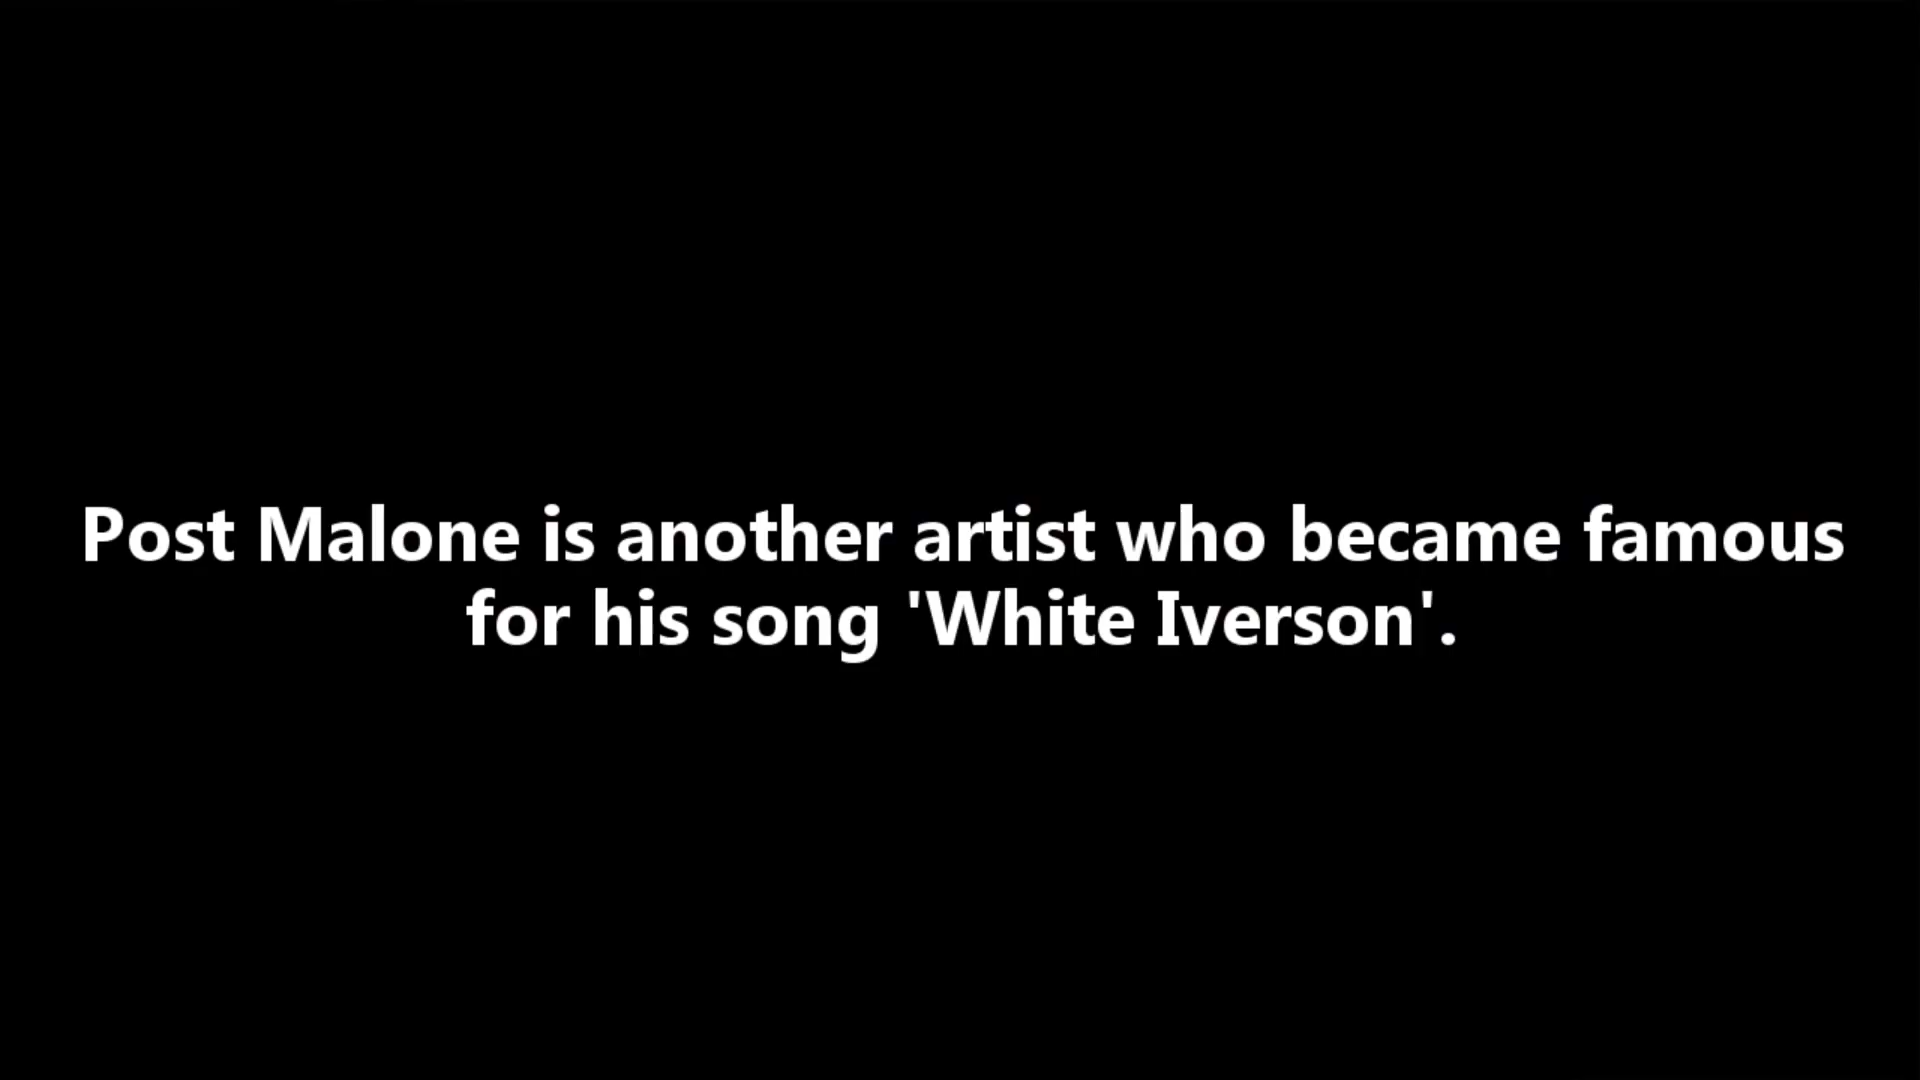 Post Malone is another artist who became famous
for his song 'White Iverson'.